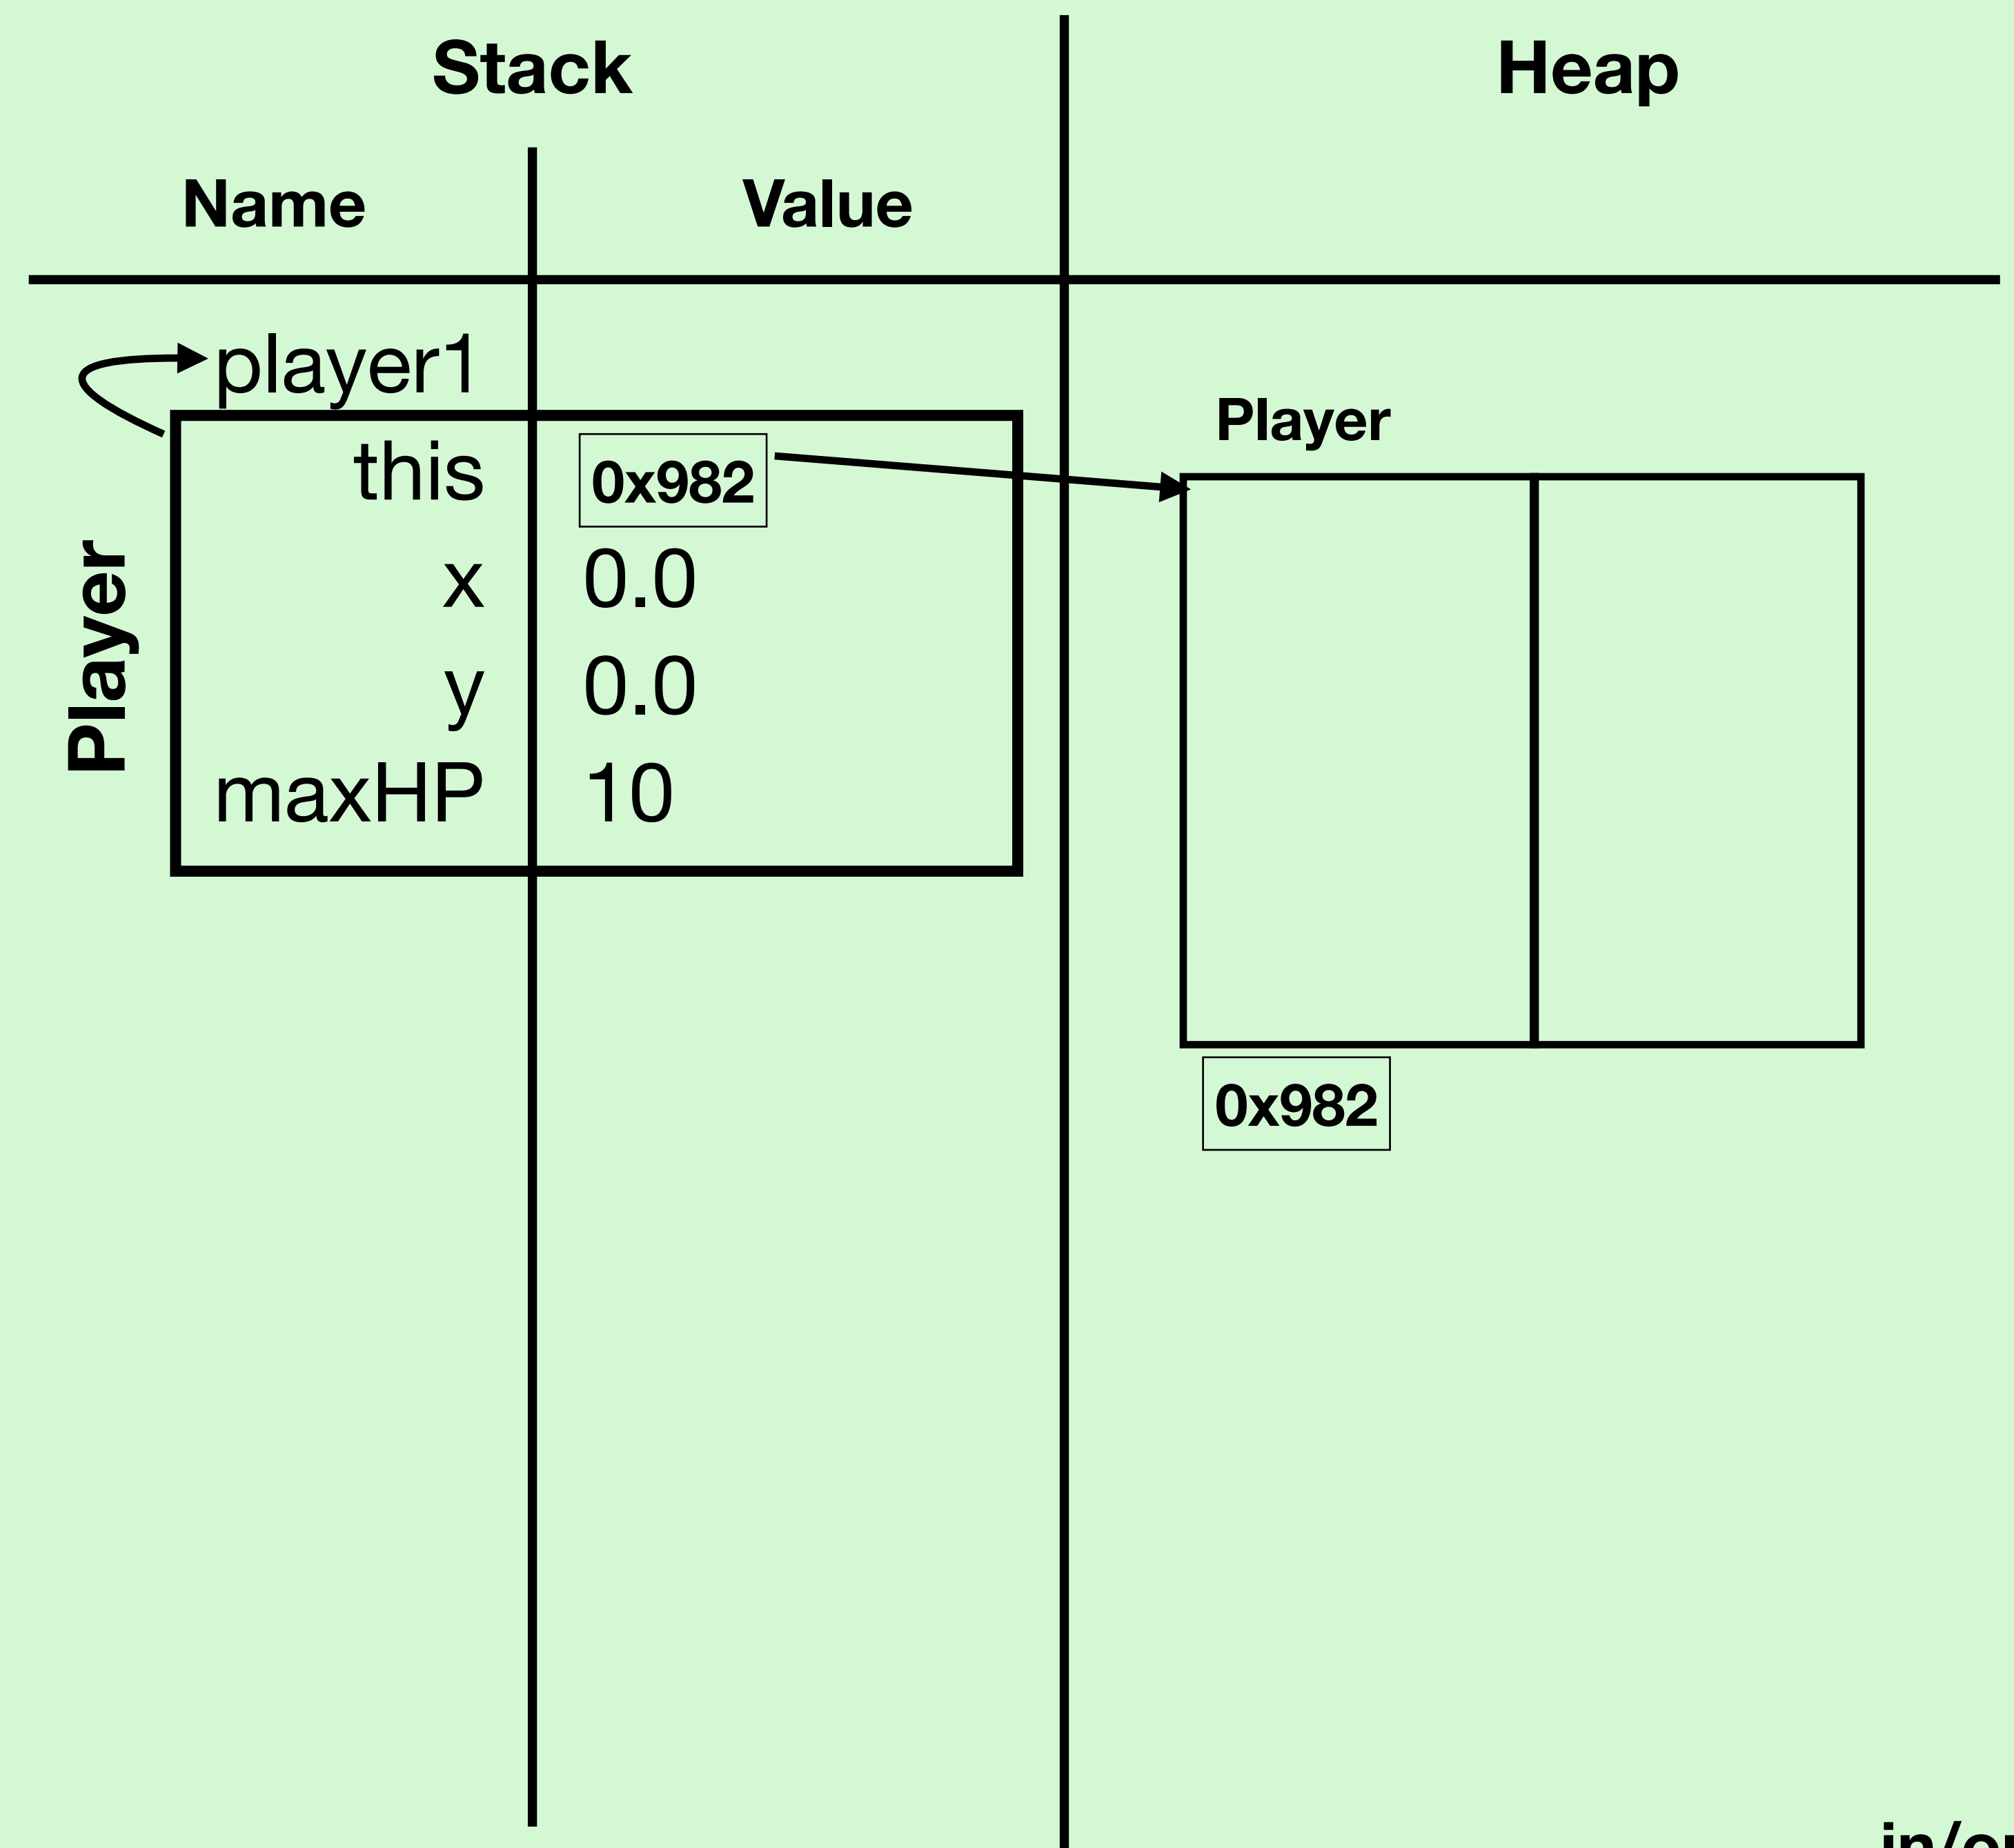 Stack
Heap
Name
Value
player1
Player
this 0x982
x 0.0
y 0.0
maxHP 10
Player
0x982